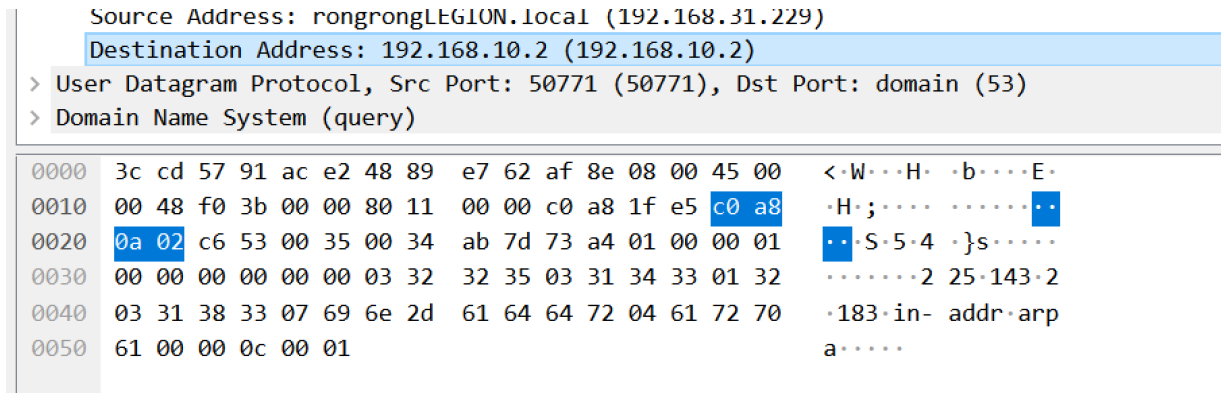 Source Address: rongrongLEGION.local (192.168.31.229)
Destination Address: 192.168.10.2 (192.168.10.2)
> User Datagram Protocol, Src Port: 50771 (50771), Dst Port: domain (53)
> Domain Name System (query)
0000 3c cd 57 91 ac e2 48 89 e7 62 af 8e 08 00 45 00 <·W···H· ·b····E·
0010 00 48 f0 3b 00 00 80 11 00 00 c0 a8 1f e5 c0 a8 ·H·;···· ········
0020 0a 02 c6 53 00 35 00 34 ab 7d 73 a4 01 00 00 01 ···S·5·4 ·}s·····
0030 00 00 00 00 00 00 03 32 32 35 03 31 34 33 01 32 ·······2 25·143·2
0040 03 31 38 33 07 69 6e 2d 61 64 64 72 04 61 72 70 ·183·in- addr·arp
0050 61 00 00 0c 00 01 a·····